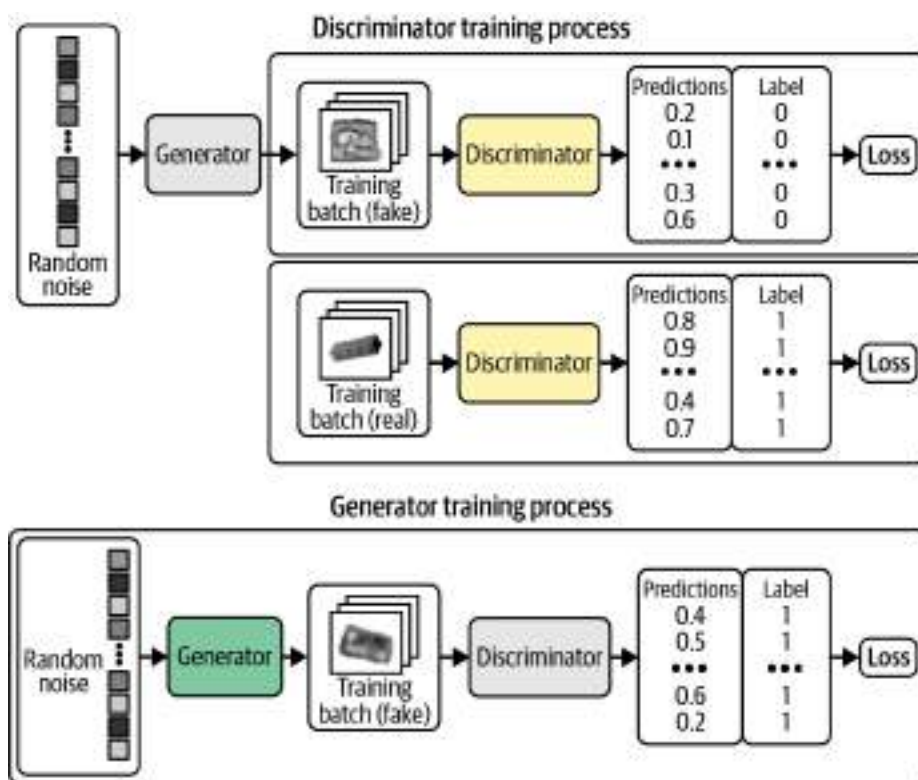 Discriminator training process
Random
noise
Generator
Training
batch (fake)
Discriminator
Predictions
0.2
0.1
•••
0.3
0.6
Label
0
0
•••
0
0
Loss
Training
batch (real)
Discriminator
Predictions
0.8
0.9
•••
0.4
0.7
Label
1
1
•••
1
1
Loss
Generator training process
Random
noise
Generator
Training
batch (fake)
Discriminator
Predictions
0.4
0.5
•••
0.6
0.2
Label
1
1
•••
1
1
Loss